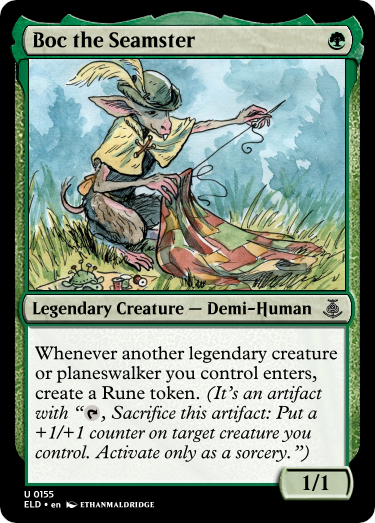 Boc the Seamster
Legendary Creature — Demi-Human
Whenever another legendary creature
or planeswalker you control enters,
create a Rune token. (It's an artifact
with “, Sacrifice this artifact: Put a
+1/+1 counter on target creature you
control. Activate only as a sorcery.”)
1/1
U 0155
ELD • en ETHANMALDRIDGE